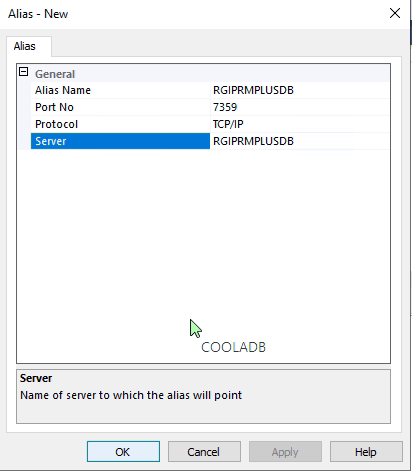 Alias - New
Alias
General
Alias Name RGIPRMPLUSDB
Port No 7359
Protocol TCP/IP
Server RGIPRMPLUSDB
COOLADB
Server
Name of server to which the alias will point
OK Cancel Apply Help